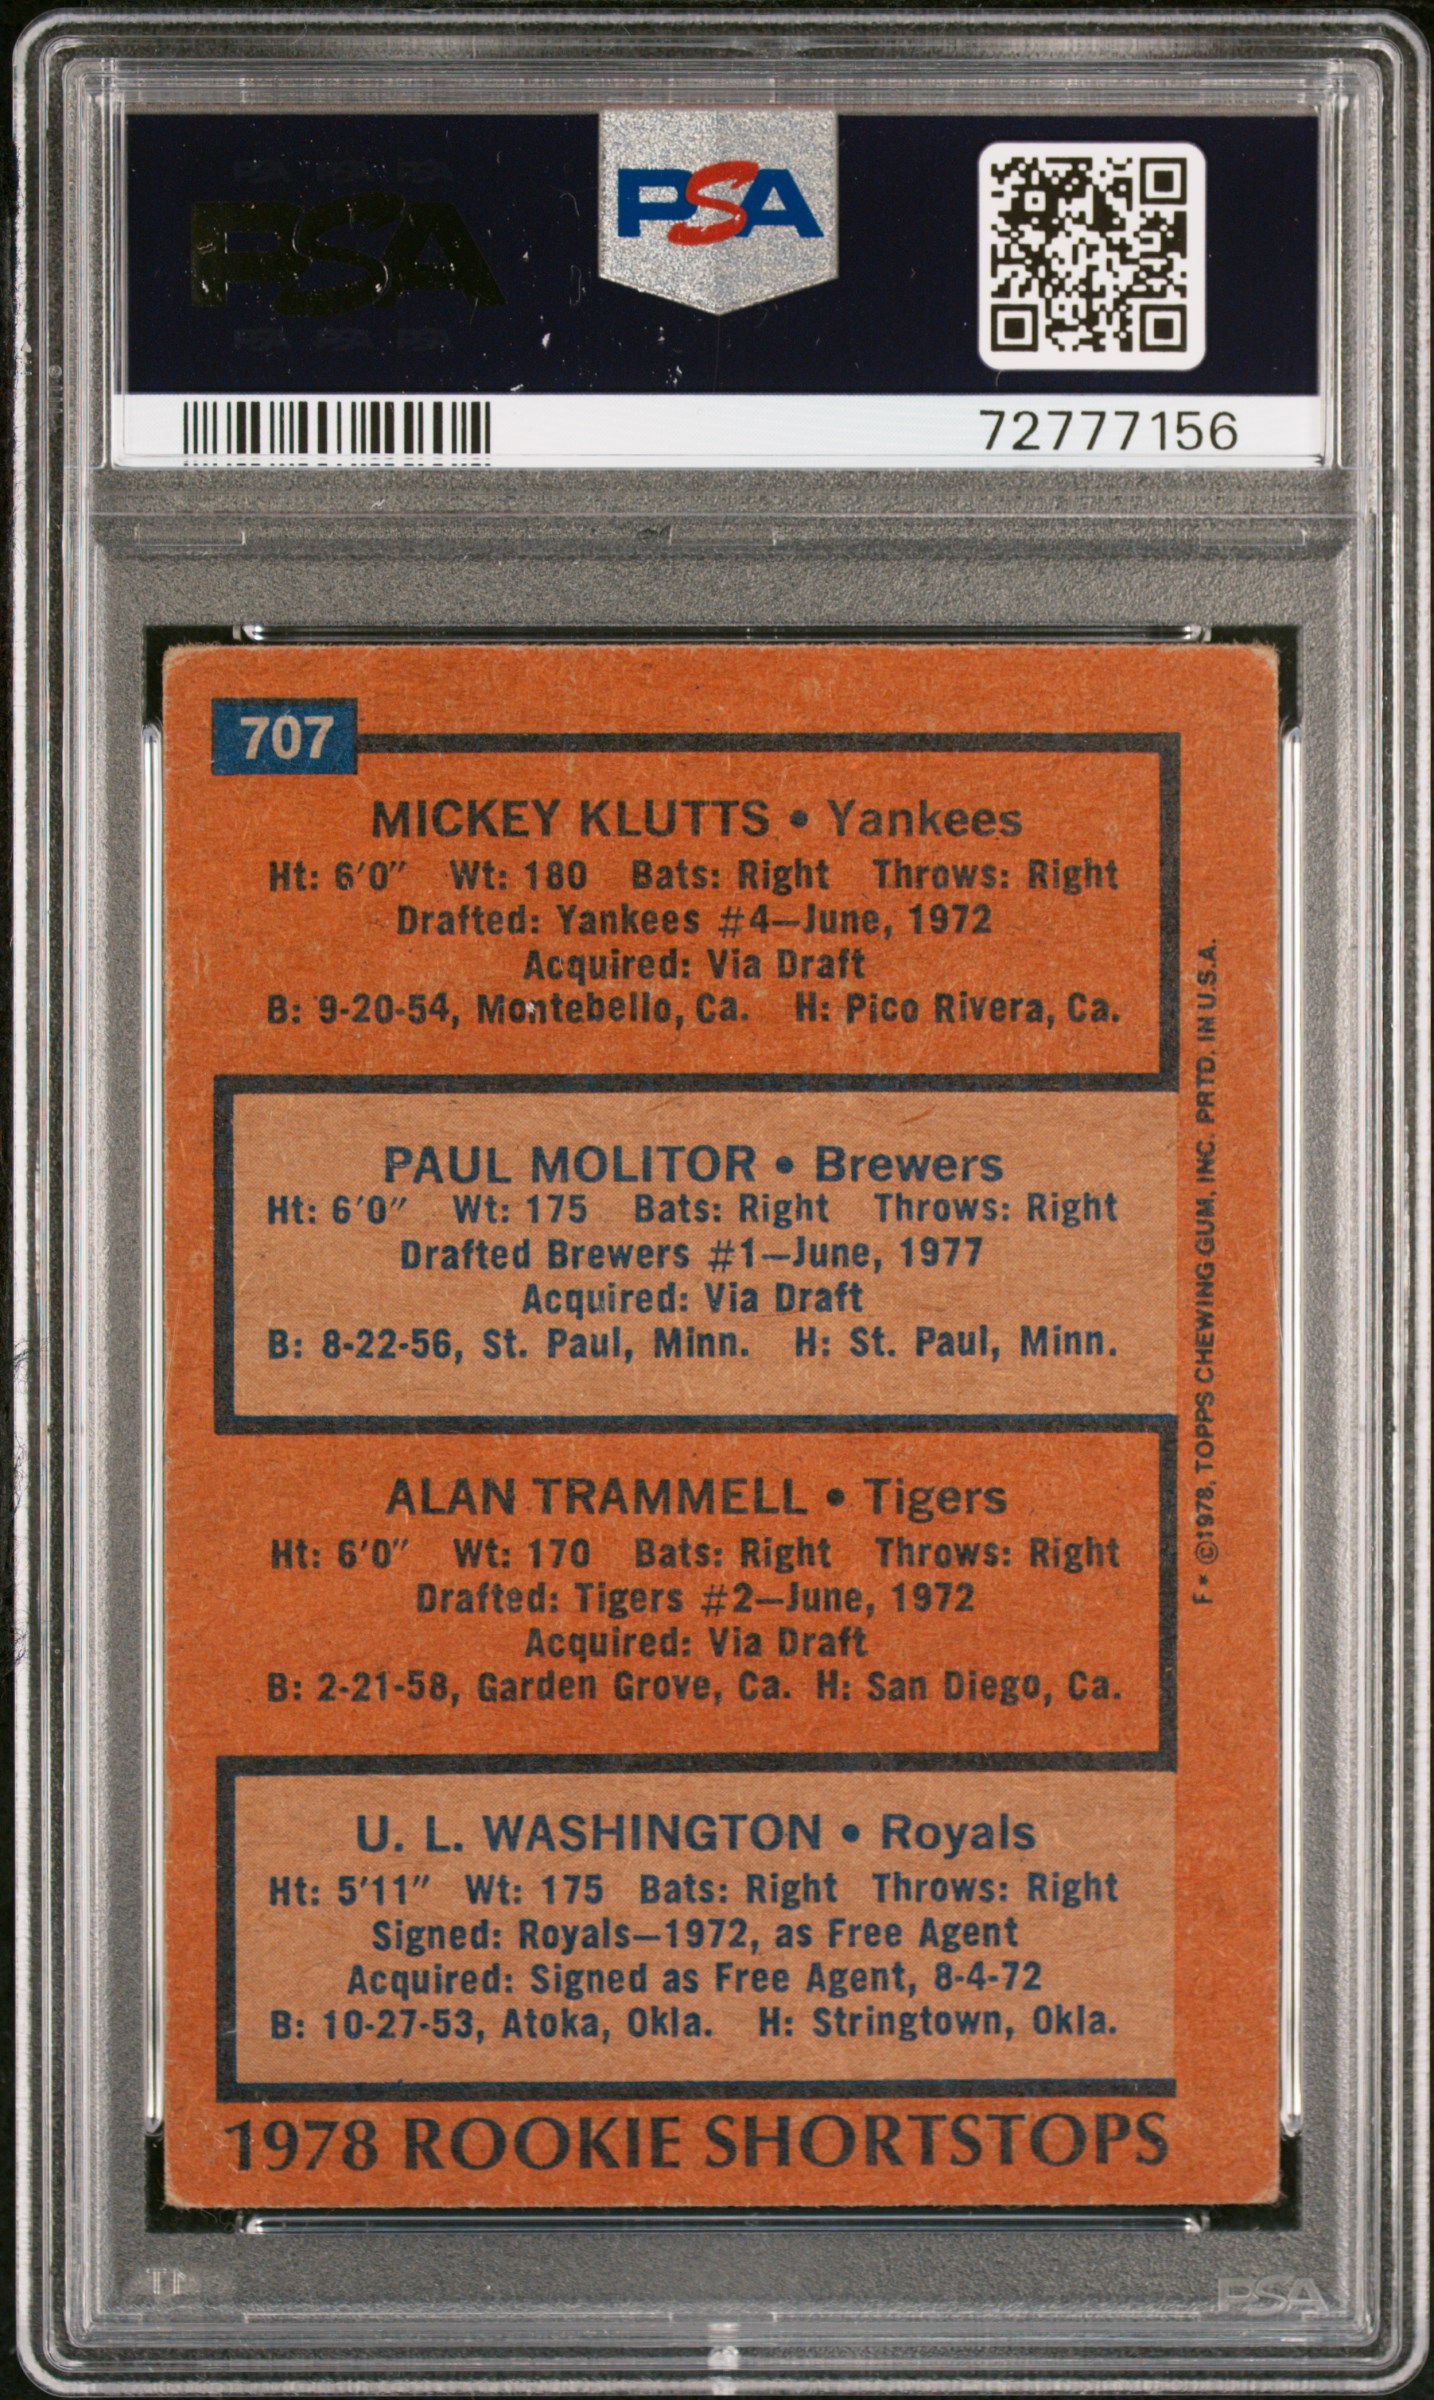 PSA PSA PSA
PSA
PSA
PSA PSA PSA
72777156
707
MICKEY KLUTTS • Yankees
Ht: 6'0" Wt: 180 Bats: Right Throws: Right
Drafted: Yankees #4—June, 1972
Acquired: Via Draft
B: 9-20-54, Montebello, Ca. H: Pico Rivera, Ca.
PAUL MOLITOR • Brewers
Ht: 6'0" Wt: 175 Bats: Right Throws: Right
Drafted Brewers #1—June, 1977
Acquired: Via Draft
B: 8-22-56, St. Paul, Minn. H: St. Paul, Minn.
ALAN TRAMMELL • Tigers
Ht: 6'0" Wt: 170 Bats: Right Throws: Right
Drafted: Tigers #2—June, 1972
Acquired: Via Draft
B: 2-21-58, Garden Grove, Ca. H: San Diego, Ca.
U. L. WASHINGTON • Royals
Ht: 5'11" Wt: 175 Bats: Right Throws: Right
Signed: Royals—1972, as Free Agent
Acquired: Signed as Free Agent, 8-4-72
B: 10-27-53, Atoka, Okla. H: Stringtown, Okla.
1978 ROOKIE SHORTSTOPS
F * ©1978, TOPPS CHEWING GUM, INC. PRTD. IN U.S.A.
PSA